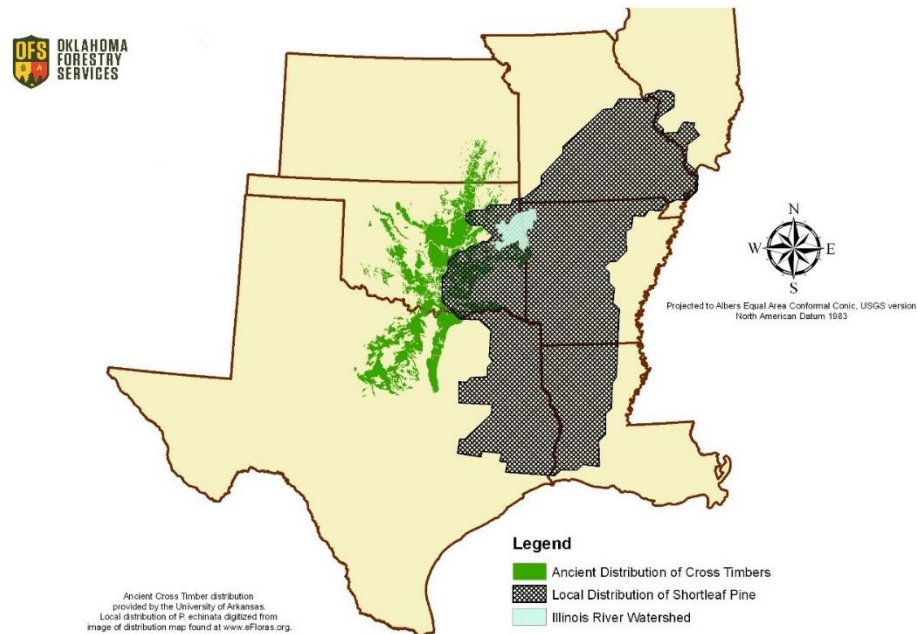 OFS
OKLAHOMA
FORESTRY
SERVICES
N
W
E
S
Projected to Albers Equal Area Conformal Conic, USGS version
North American Datum 1983
Legend
Ancient Distribution of Cross Timbers
Local Distribution of Shortleaf Pine
Illinois River Watershed
Ancient Cross Timber distribution
provided by the University of Arkansas.
Local distribution of P. echinata digitized from
image of distribution map found at www.eFloras.org.